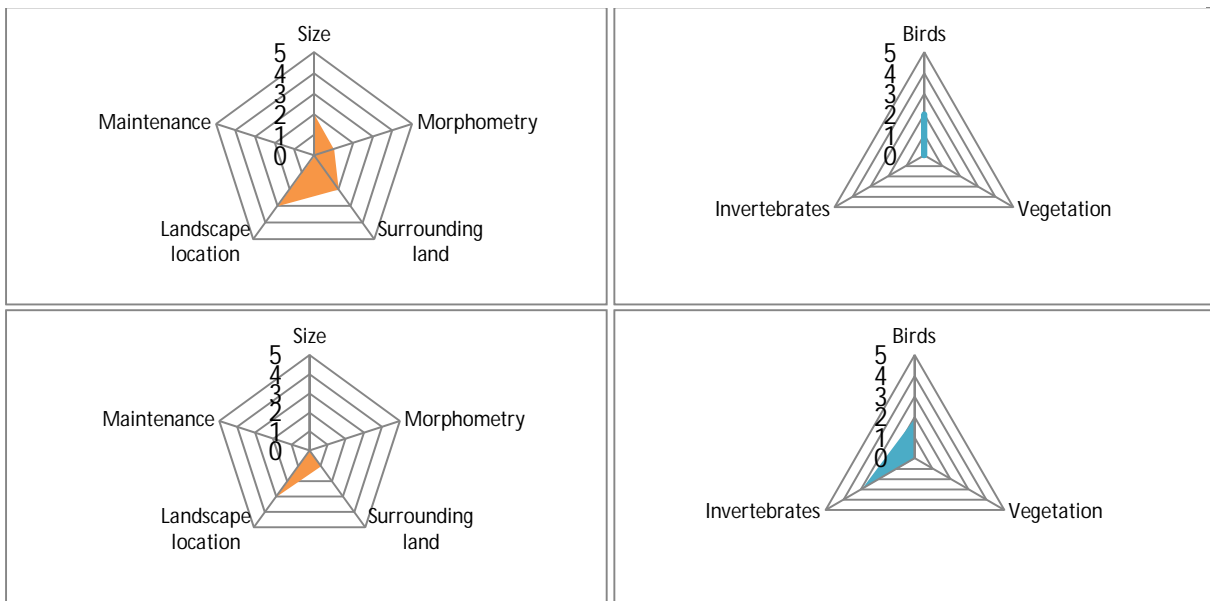 Size
5
4
3
2
1
0
Maintenance
Morphometry
Landscape
location
Surrounding
land
Birds
5
4
3
2
1
0
Invertebrates
Vegetation
Size
5
4
3
2
1
0
Maintenance
Morphometry
Landscape
location
Surrounding
land
Birds
5
4
3
2
1
0
Invertebrates
Vegetation